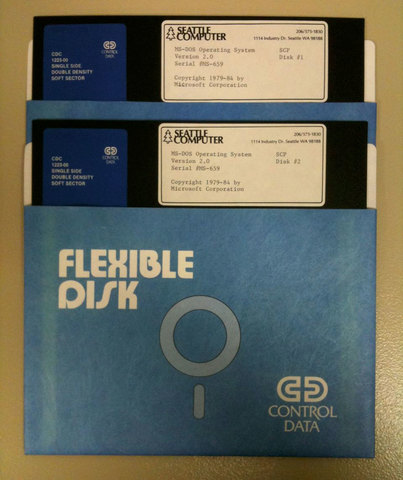 CDC
1225-00
SINGLE SIDE
DOUBLE DENSITY
SOFT SECTOR
CONTROL
DATA
SEATTLE
COMPUTER
206/575-1830
1114 Industry Dr. Seattle WA 98188
MS-DOS Operating System SCP
Version 2.0 Disk #1
Serial #MS-659
Copyright 1979-84 by
Microsoft Corporation
CDC
1225-00
SINGLE SIDE
DOUBLE DENSITY
SOFT SECTOR
CONTROL
DATA
SEATTLE
COMPUTER
206/575-1830
1114 Industry Dr. Seattle WA 98188
MS-DOS Operating System SCP
Version 2.0 Disk #2
Serial #MS-659
Copyright 1979-84 by
Microsoft Corporation
FLEXIBLE
DISK
CONTROL
DATA